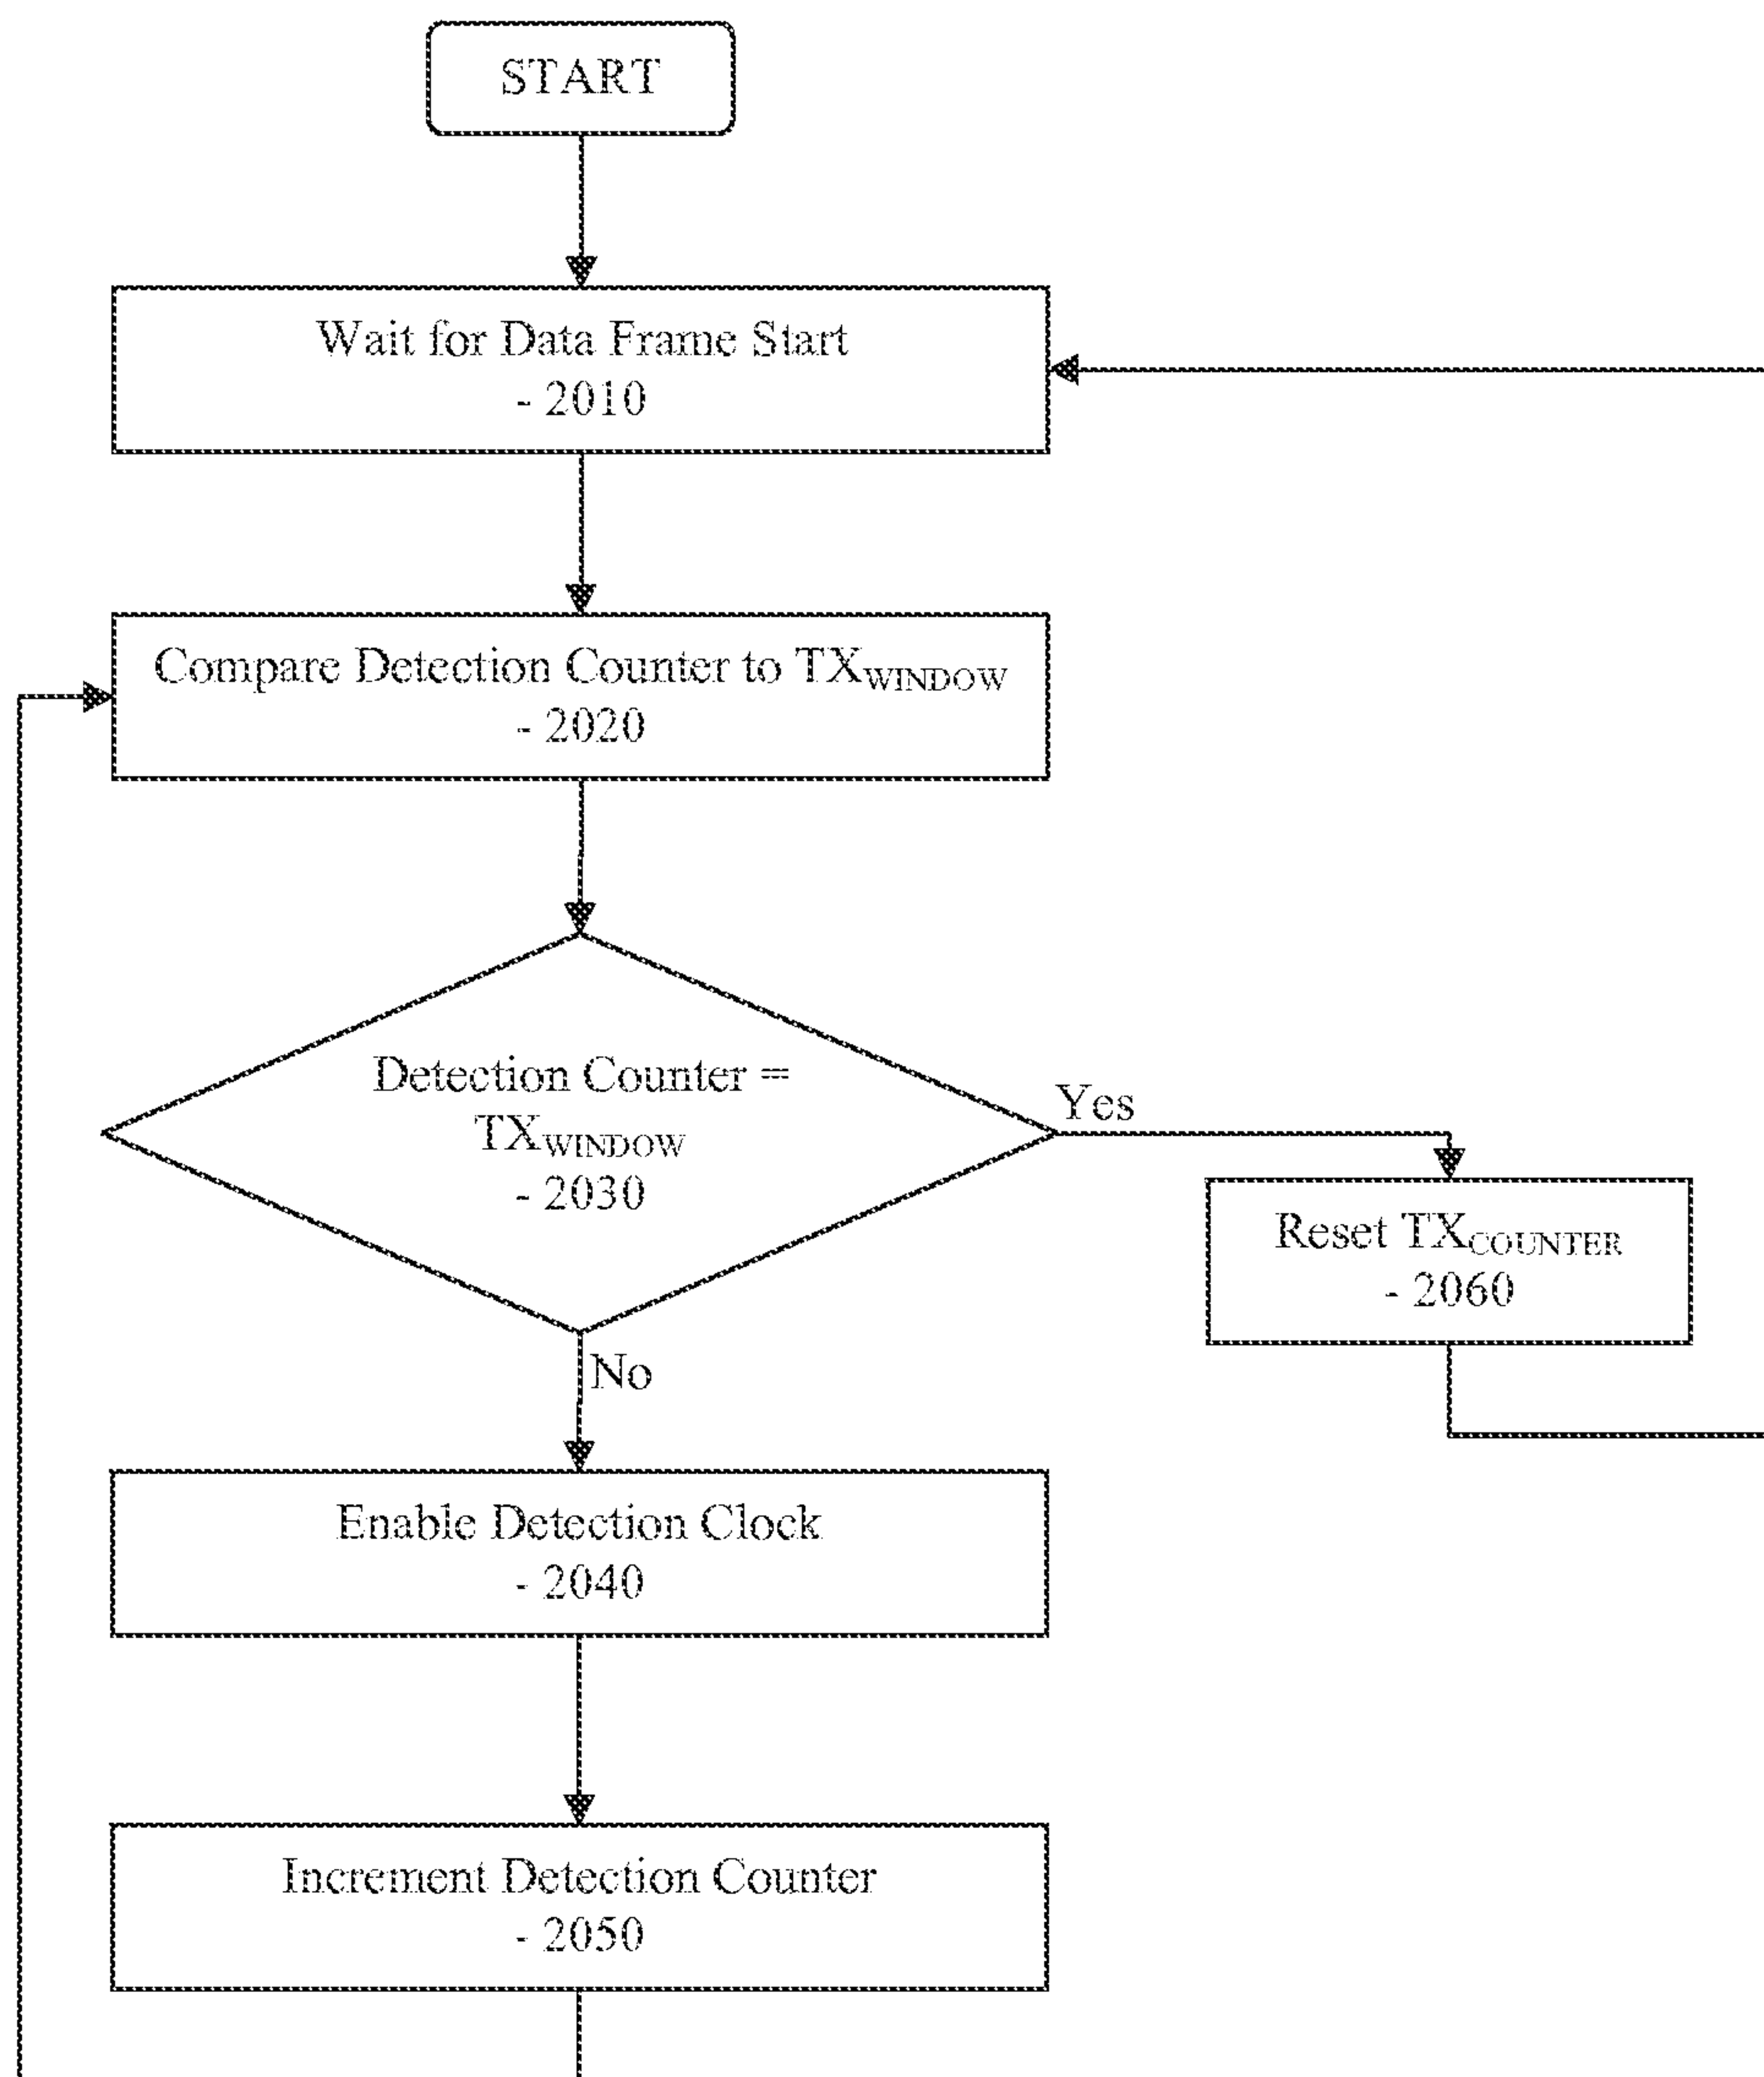 START
Wait for Data Frame Start
- 2010
Compare Detection Counter to TXWINDOW
- 2020
Detection Counter =
TXWINDOW
- 2030
Yes
Reset TXCOUNTER
- 2060
No
Enable Detection Clock
- 2040
Increment Detection Counter
- 2050